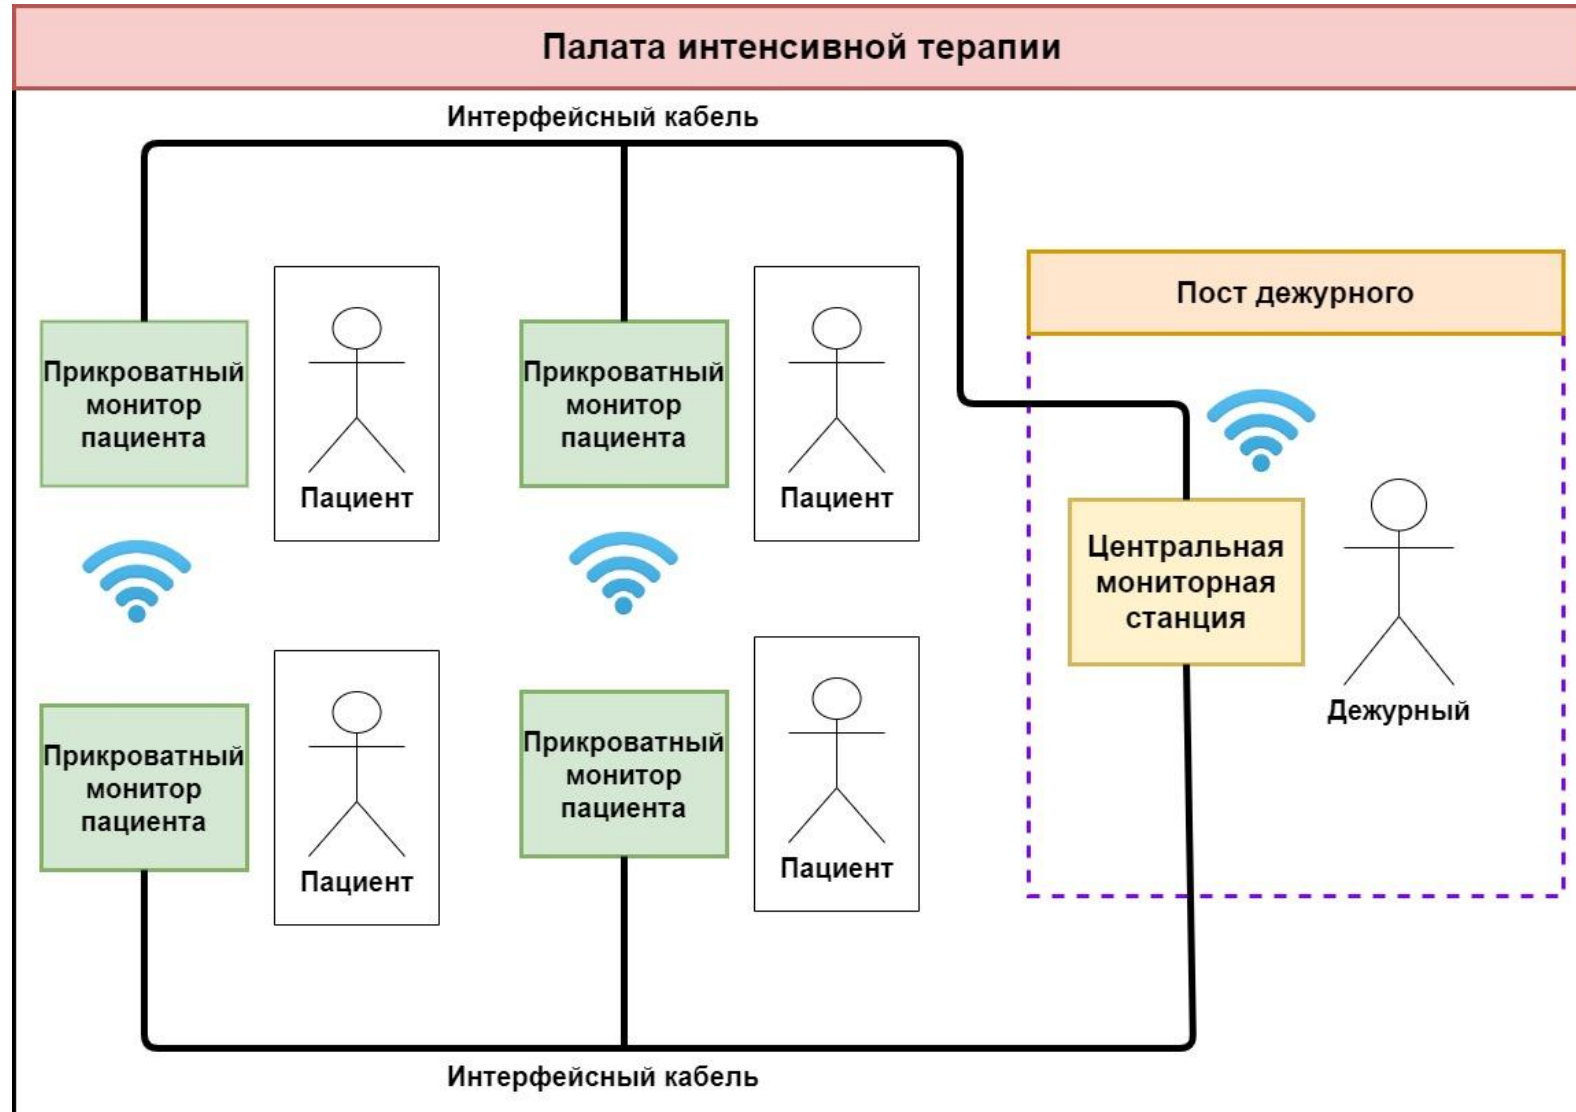 Палата интенсивной терапии
Интерфейсный кабель
Пост дежурного
Прикроватный
монитор
пациента
Пациент
Прикроватный
монитор
пациента
Пациент
Центральная
мониторная
станция
Дежурный
Прикроватный
монитор
пациента
Пациент
Прикроватный
монитор
пациента
Пациент
Интерфейсный кабель